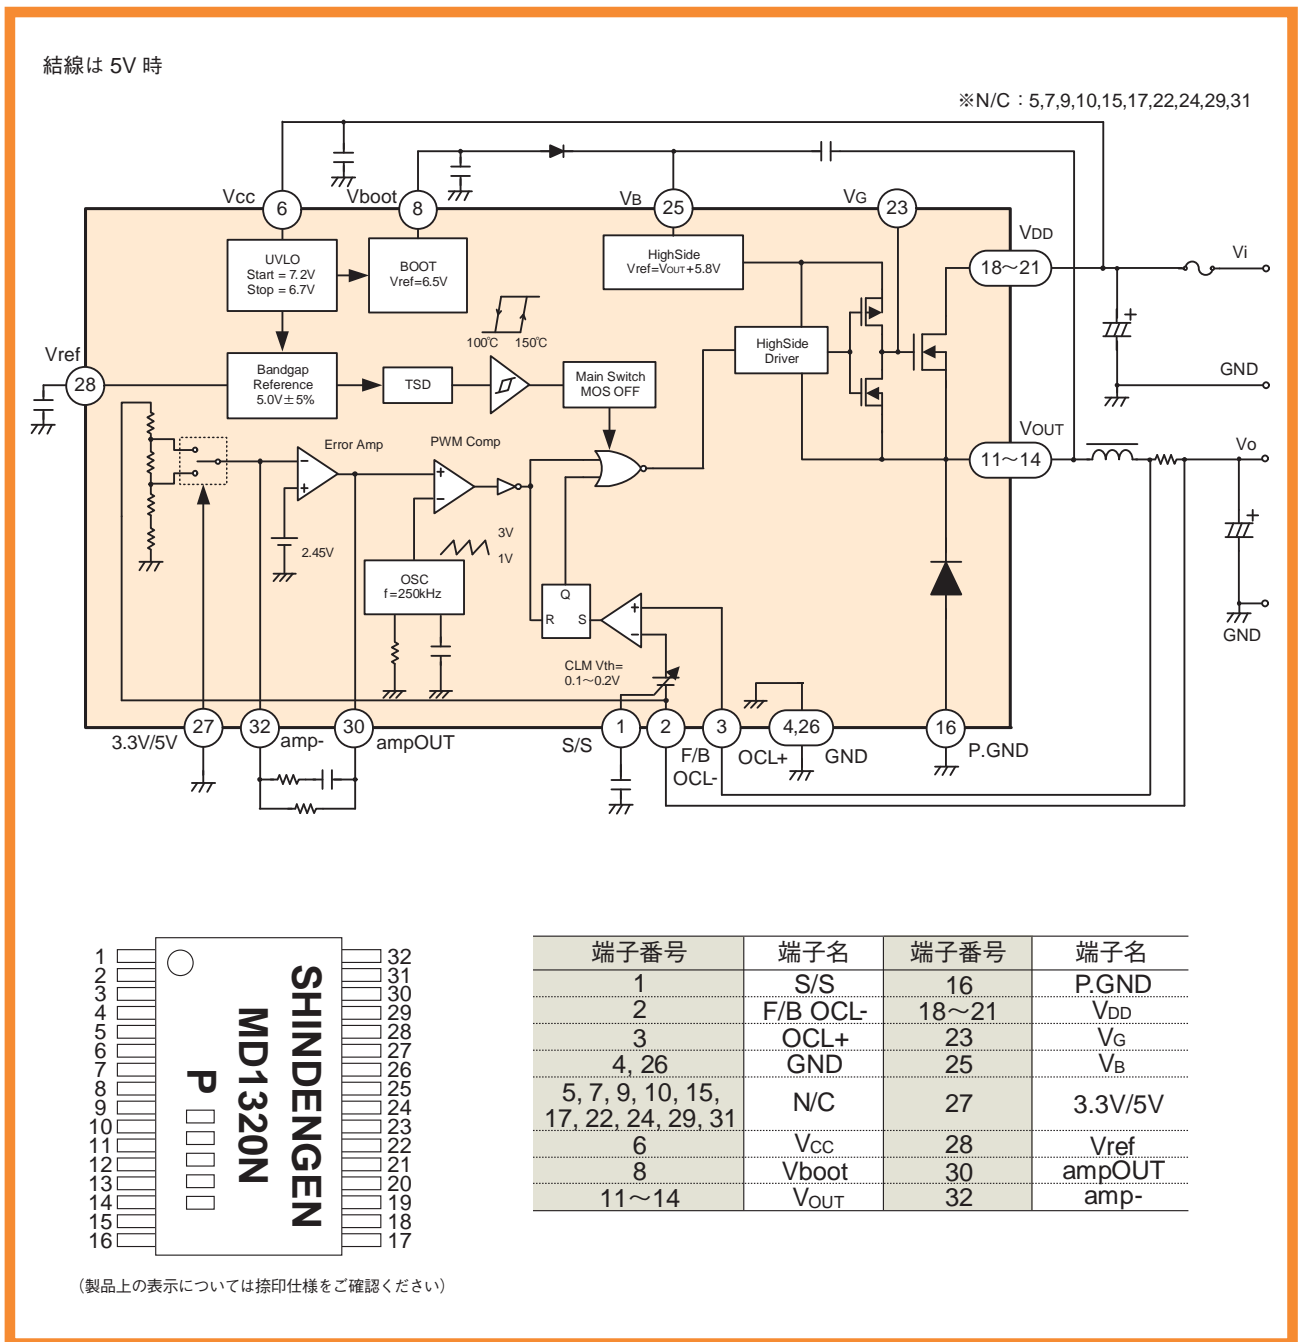 結線は 5V 時
※N/C：5,7,9,10,15,17,22,24,29,31
Vcc
6
Vboot
8
VB
25
VG
23
VDD
18～21
Vi
UVLO
Start = 7.2V
Stop = 6.7V
BOOT
Vref=6.5V
HighSide
Vref=VOUT+5.8V
100℃ 150℃
HighSide
Driver
Vref
28
Bandgap
Reference
5.0V±5%
TSD
Main Switch
MOS OFF
GND
Error Amp
PWM Comp
VOUT
11～14
Vo
2.45V
3V
1V
OSC
f=250kHz
Q
R S
CLM Vth=
0.1～0.2V
GND
27
3.3V/5V
32
amp-
30
ampOUT
S/S
1
2
F/B
OCL-
3
OCL+
4,26
GND
16
P.GND
1
2
3
4
5
6
7
8
9
10
11
12
13
14
15
16
SHINDENGEN
MD1320N
P
32
31
30
29
28
27
26
25
24
23
22
21
20
19
18
17
（製品上の表示については捺印仕様をご確認ください）
端子番号 端子名 端子番号 端子名
1 S/S 16 P.GND
2 F/B OCL- 18～21 VDD
3 OCL+ 23 VG
4, 26 GND 25 VB
5, 7, 9, 10, 15,
17, 22, 24, 29, 31 N/C 27 3.3V/5V
6 VCC 28 Vref
8 Vboot 30 ampOUT
11～14 VOUT 32 amp-